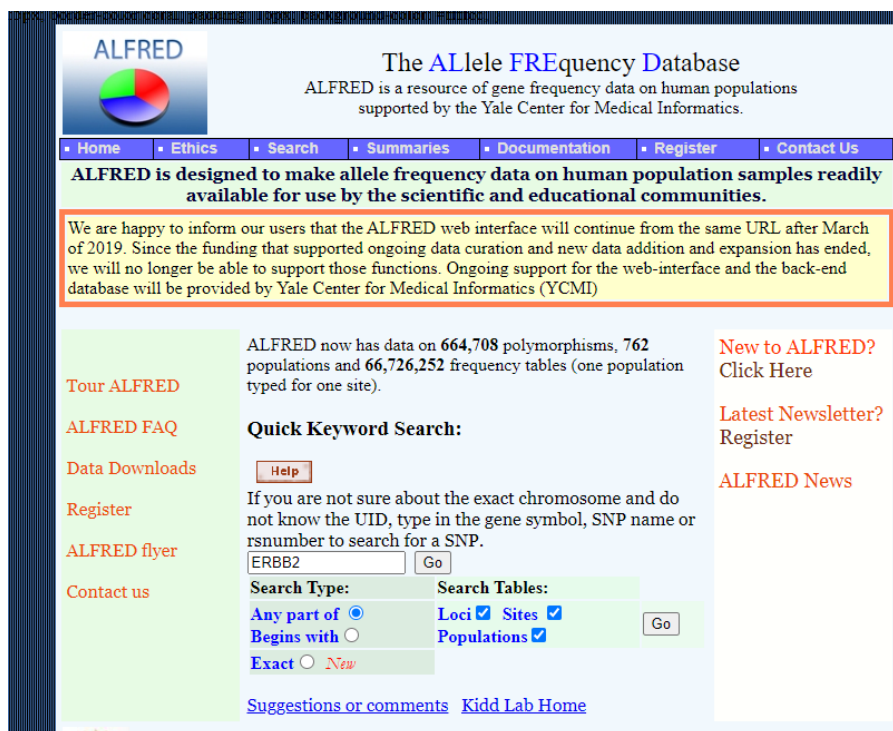 15px; border-color coral; padding: 15px; background-color: #ffffcc; }
ALFRED
The ALlele FREquency Database
ALFRED is a resource of gene frequency data on human populations
supported by the Yale Center for Medical Informatics.
Home Ethics Search Summaries Documentation Register Contact Us
ALFRED is designed to make allele frequency data on human population samples readily
available for use by the scientific and educational communities.
We are happy to inform our users that the ALFRED web interface will continue from the same URL after March
of 2019. Since the funding that supported ongoing data curation and new data addition and expansion has ended,
we will no longer be able to support those functions. Ongoing support for the web-interface and the back-end
database will be provided by Yale Center for Medical Informatics (YCMI)
Tour ALFRED
ALFRED FAQ
Data Downloads
Register
ALFRED flyer
Contact us
ALFRED now has data on 664,708 polymorphisms, 762
populations and 66,726,252 frequency tables (one population
typed for one site).
Quick Keyword Search:
Help
If you are not sure about the exact chromosome and do
not know the UID, type in the gene symbol, SNP name or
rsnumber to search for a SNP.
ERBB2 Go
Search Type: Search Tables:
Any part of Loci Sites
Begins with Populations Go
Exact New
Suggestions or comments Kidd Lab Home
New to ALFRED?
Click Here
Latest Newsletter?
Register
ALFRED News